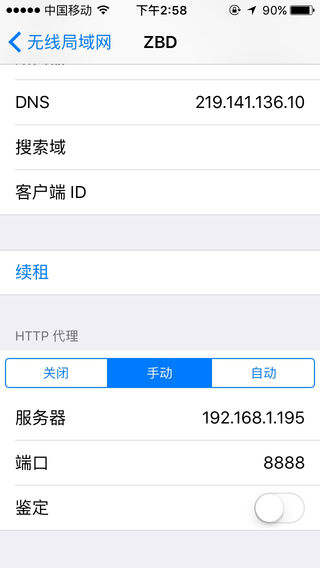 中国移动 下午2:58 90%
无线局域网 ZBD
DNS 219.141.136.10
搜索域
客户端 ID
续租
HTTP 代理
关闭 手动 自动
服务器 192.168.1.195
端口 8888
鉴定